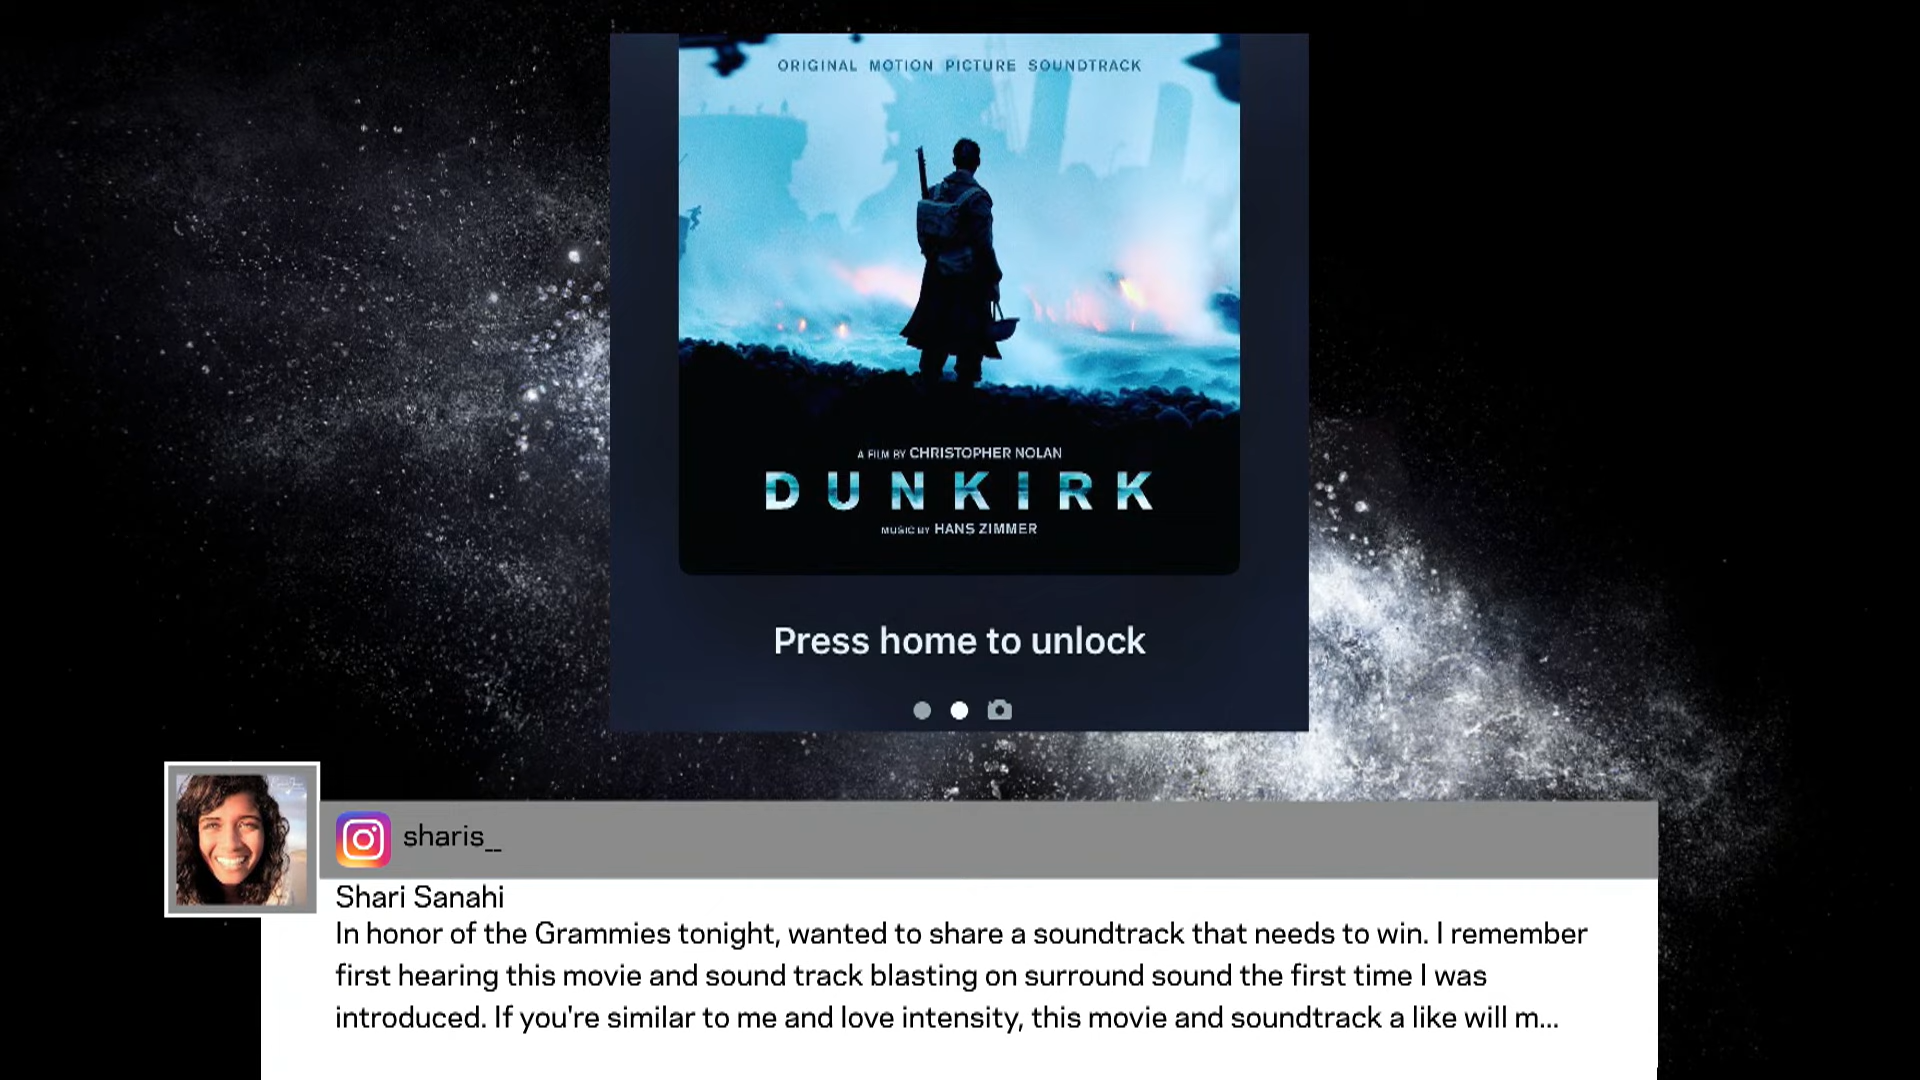 ORIGINAL MOTION PICTURE SOUNDTRACK
A FILM BY CHRISTOPHER NOLAN
DUNKIRK
MUSIC BY HANS ZIMMER
Press home to unlock
sharis__
Shari Sanahi
In honor of the Grammies tonight, wanted to share a soundtrack that needs to win. I remember
first hearing this movie and sound track blasting on surround sound the first time I was
introduced. If you're similar to me and love intensity, this movie and soundtrack a like will m...